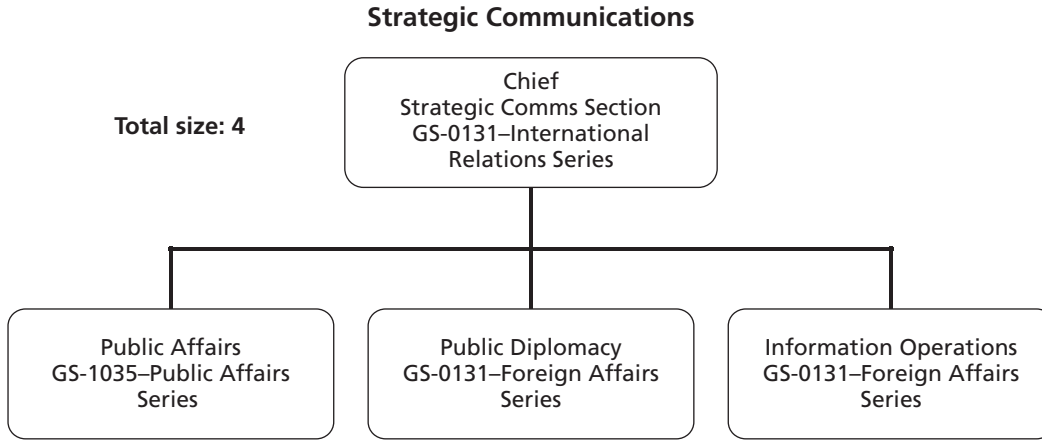 Strategic Communications
Chief
Strategic Comms Section
GS-0131–International
Relations Series
Total size: 4
Public Affairs
GS-1035–Public Affairs
Series
Public Diplomacy
GS-0131–Foreign Affairs
Series
Information Operations
GS-0131–Foreign Affairs
Series